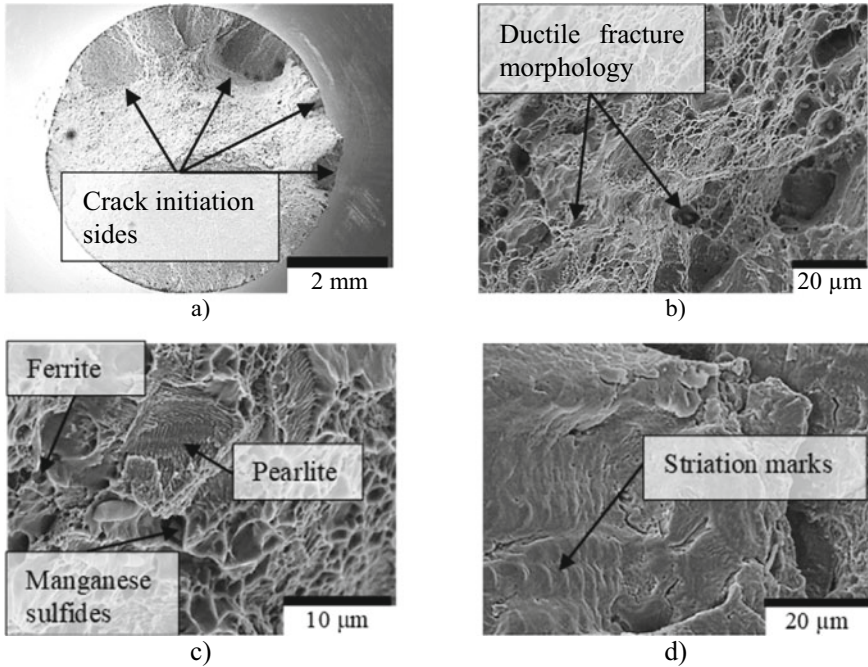 Crack initiation
sides
2 mm
a)
Ductile fracture
morphology
20 µm
b)
Ferrite
Pearlite
Manganese
sulfides
10 µm
c)
Striation marks
20 µm
d)